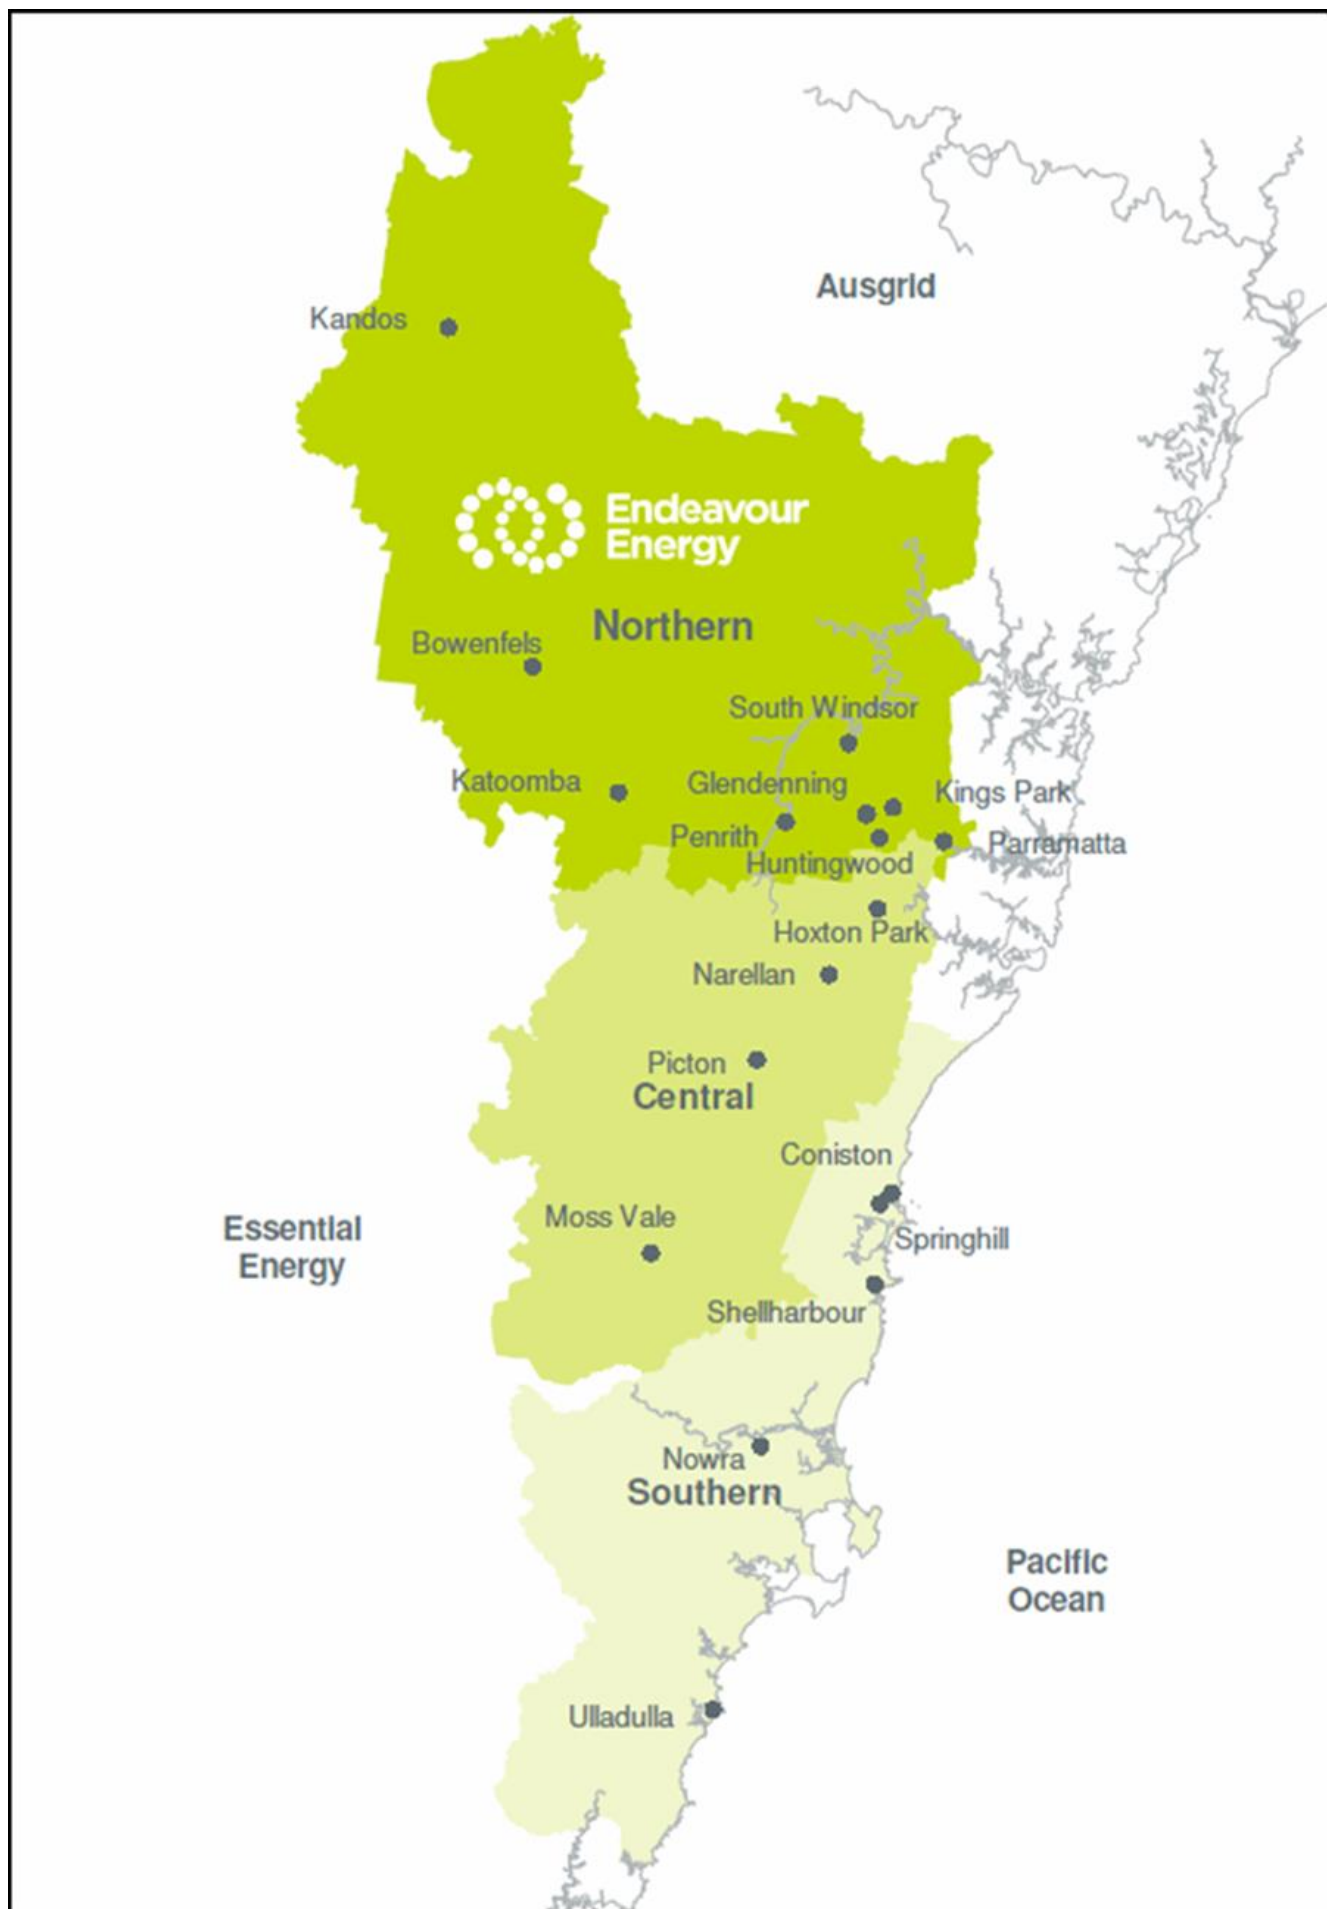 Ausgrid
Kandos
Endeavour
Energy
Northern
Bowenfels
South Windsor
Katoomba
Glendenning
Kings Park
Penrith
Parramatta
Huntingwood
Hoxton Park
Narellan
Picton
Central
Coniston
Moss Vale
Essential
Energy
Springhill
Shellharbour
Nowra
Southern
Pacific
Ocean
Ulladulla